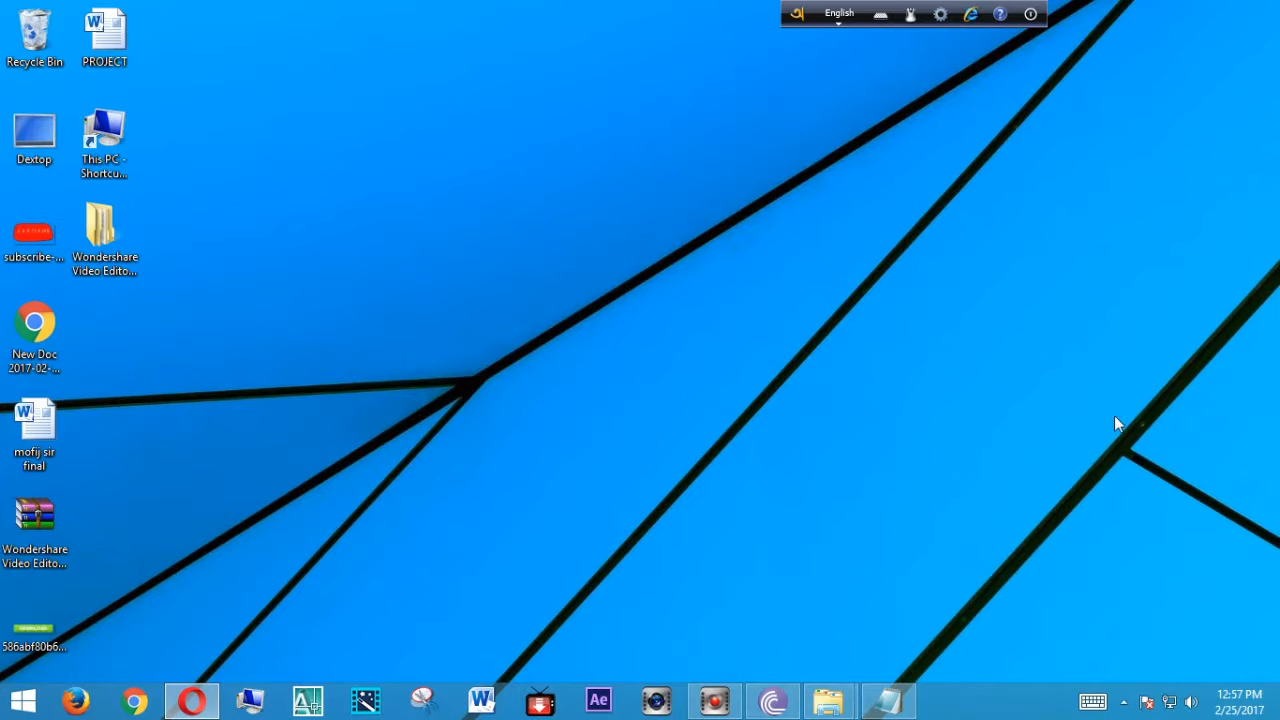 অ English
Recycle Bin
PROJECT
Dextop
This PC -
Shortcu...
subscribe-...
Wondershare
Video Edito...
New Doc
2017-02-...
mofij sir
final
Wondershare
Video Edito...
586abf80b6...
Ae
12:57 PM
2/25/2017